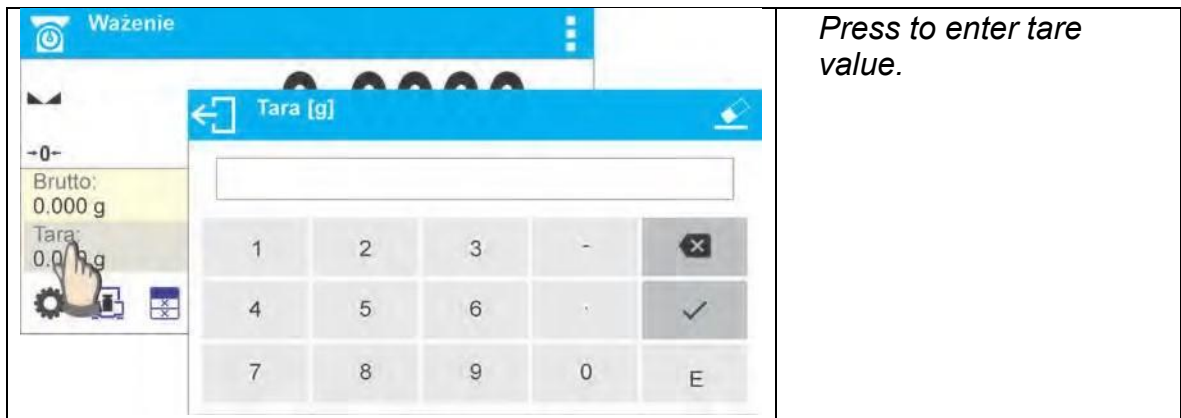 Ważenie
Press to enter tare
value.
Tara [g]
→0←
Brutto:
0.000 g
Tara:
g
1 2 3 -
4 5 6 .
7 8 9 0 E